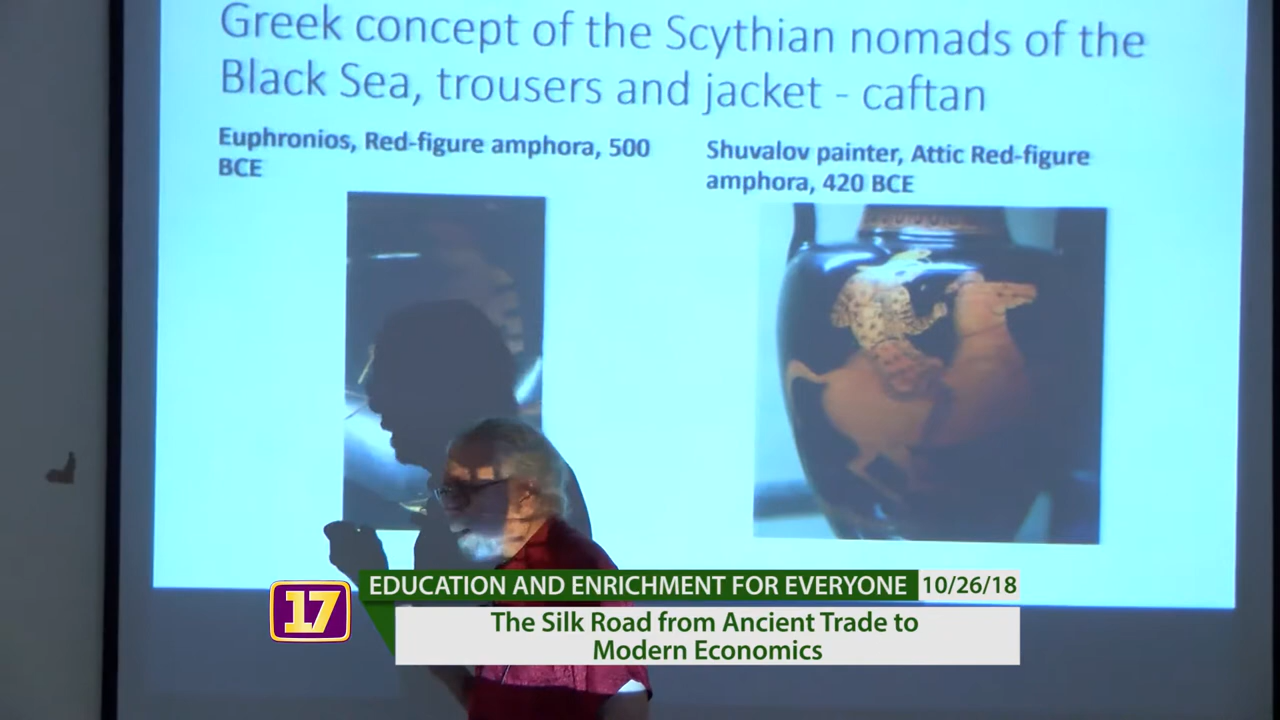 Greek concept of the Scythian nomads of the
Black Sea, trousers and jacket - caftan
Euphronios, Red-figure amphora, 500
BCE
Shuvalov painter, Attic Red-figure
amphora, 420 BCE
17
EDUCATION AND ENRICHMENT FOR EVERYONE
10/26/18
The Silk Road from Ancient Trade to
Modern Economics